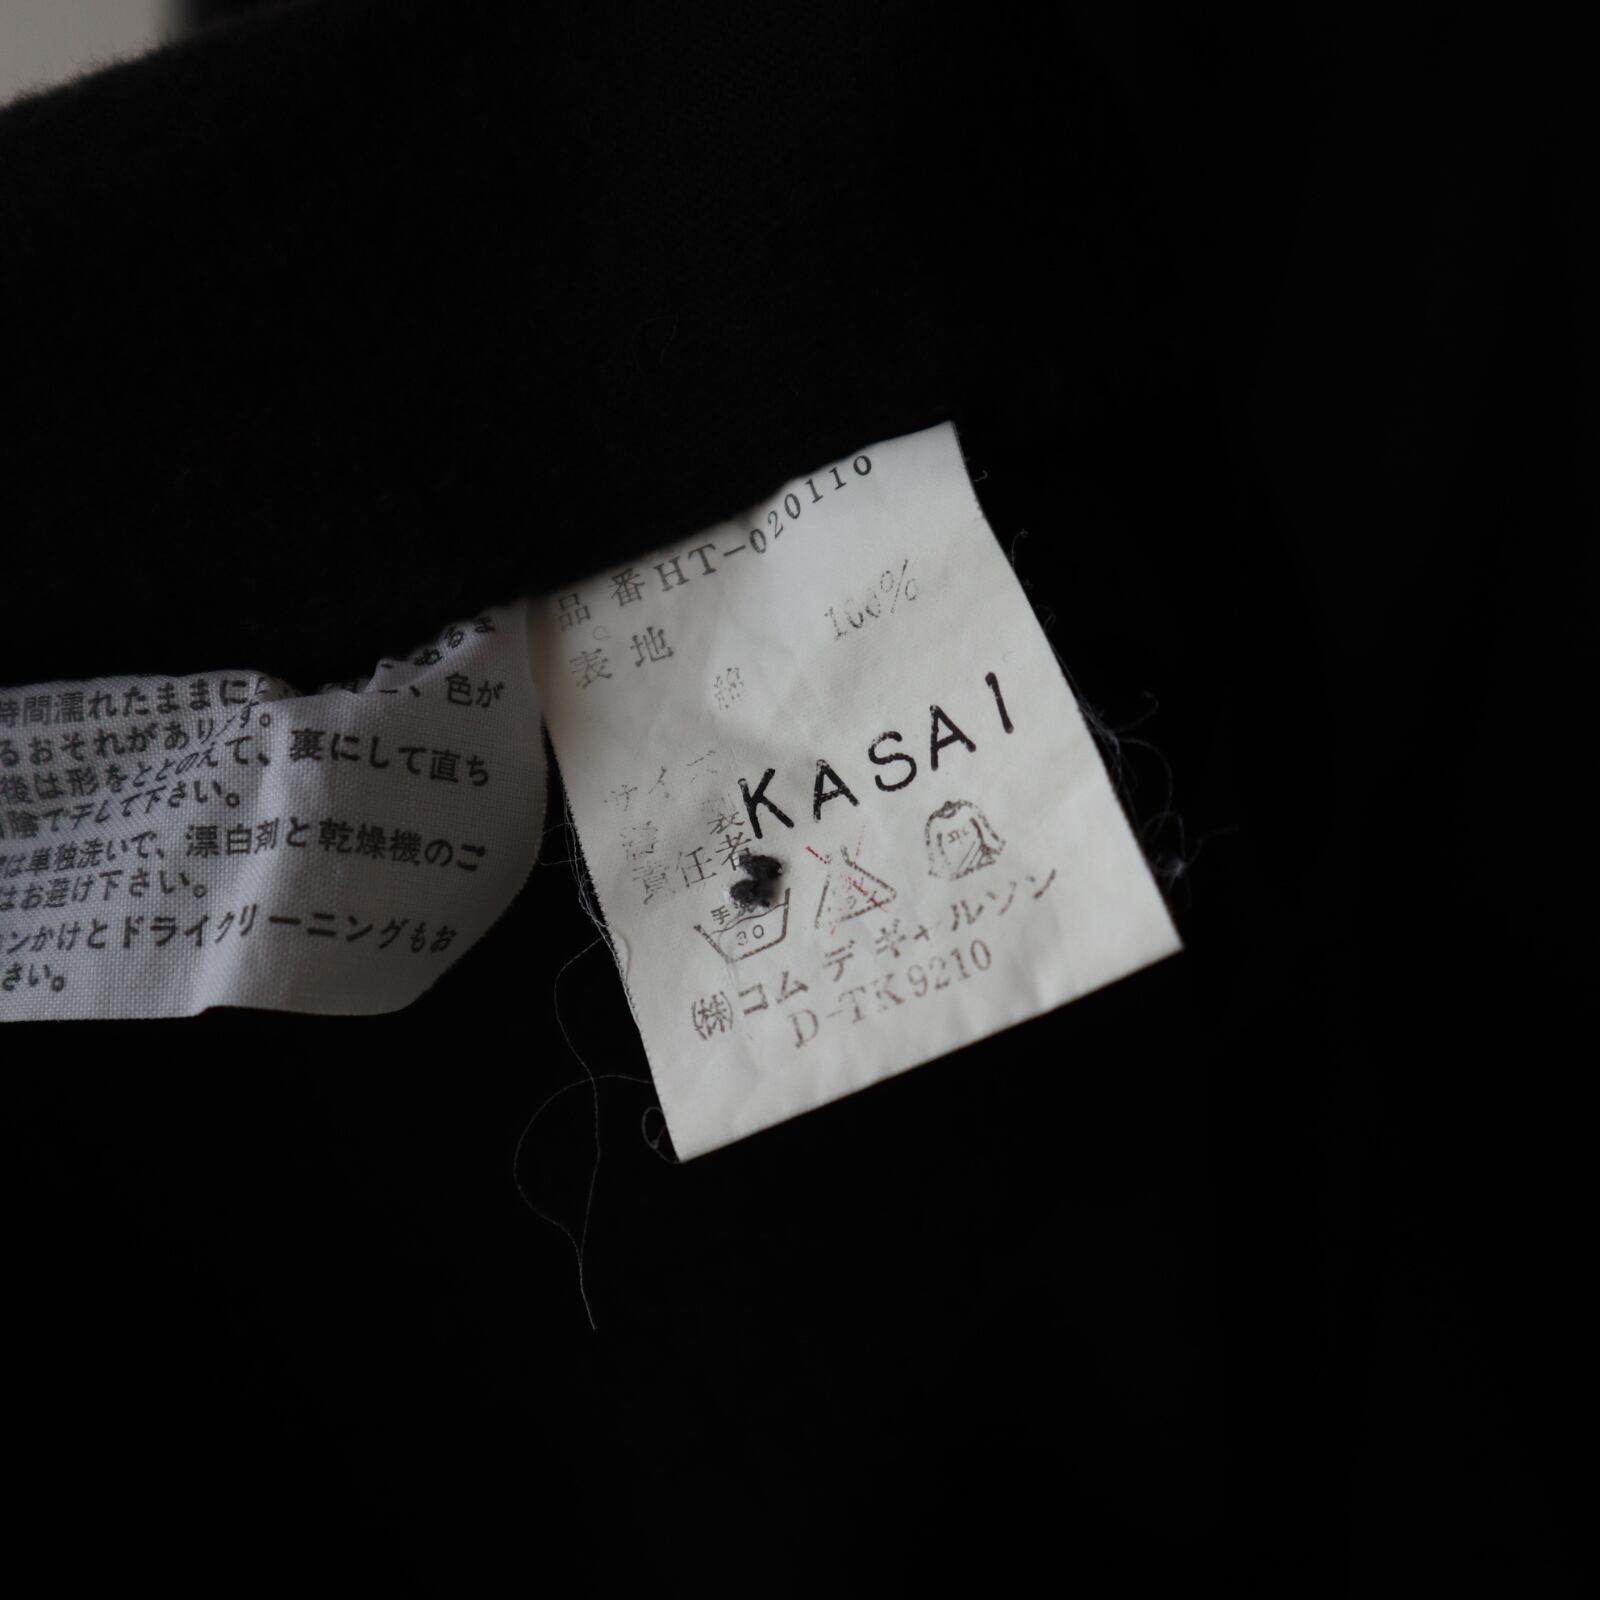 るま
時間濡れたままに
、色が
るおそれがあります。
後は形をととのえて、裏にして直ち
陰で干して下さい。
は単独洗いで、漂白剤と乾燥機のご
はお避け下さい。
ンかけとドライクリーニングもお
さい。
品番 HT-020110
表地
綿 100%
サイズ
縫製
責任者 KASAI
手洗
30
(株)コム デ ギャルソン
D-TK9210